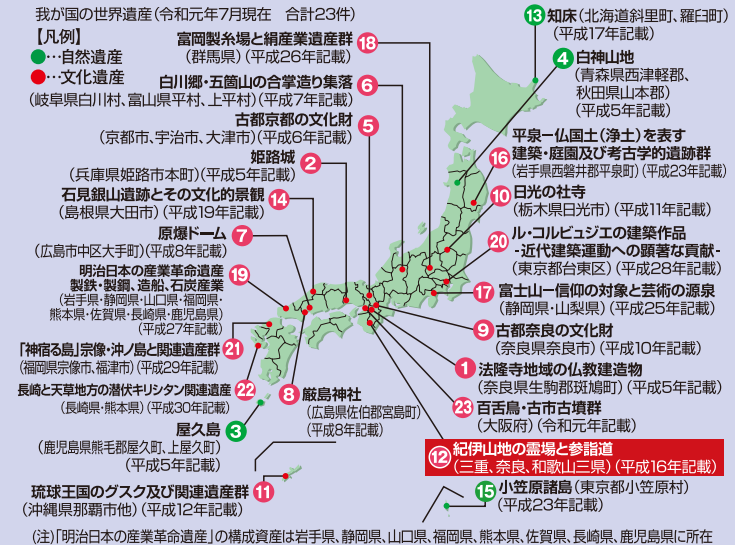 我が国の世界遺産(令和元年7月現在 合計23件)
【凡例】
●…自然遺産
●…文化遺産
富岡製糸場と絹産業遺産群 18
(群馬県)(平成26年記載)
白川郷・五箇山の合掌造り集落 6
(岐阜県白川村、富山県平村、上平村)(平成7年記載)
古都京都の文化財 5
(京都市、宇治市、大津市)(平成6年記載)
姫路城 2
(兵庫県姫路市本町)(平成5年記載)
石見銀山遺跡とその文化的景観 14
(島根県大田市)(平成19年記載)
原爆ドーム 7
(広島市中区大手町)(平成8年記載)
明治日本の産業革命遺産 19
製鉄・製鋼、造船、石炭産業
(岩手県・静岡県・山口県・福岡県・
熊本県・佐賀県・長崎県・鹿児島県)
(平成27年記載)
「神宿る島」宗像・沖ノ島と関連遺産群 21
(福岡県宗像市、福津市)(平成29年記載)
長崎と天草地方の潜伏キリシタン関連遺産 22
(長崎県・熊本県)(平成30年記載)
屋久島 3
(鹿児島県熊毛郡屋久町、上屋久町)
(平成5年記載)
琉球王国のグスク及び関連遺産群 11
(沖縄県那覇市他)(平成12年記載)
8 厳島神社
(広島県佐伯郡宮島町)
(平成8年記載)
13 知床(北海道斜里町、羅臼町)
(平成17年記載)
4 白神山地
(青森県西津軽郡、
秋田県山本郡)
(平成5年記載)
平泉ー仏国土(浄土)を表す
16 建築・庭園及び考古学的遺跡群
(岩手県西磐井郡平泉町)(平成23年記載)
10 日光の社寺
(栃木県日光市)(平成11年記載)
20 ル・コルビュジエの建築作品
-近代建築運動への顕著な貢献-
(東京都台東区)(平成28年記載)
17 富士山ー信仰の対象と芸術の源泉
(静岡県・山梨県)(平成25年記載)
9 古都奈良の文化財
(奈良県奈良市)(平成10年記載)
1 法隆寺地域の仏教建造物
(奈良県生駒郡斑鳩町)(平成5年記載)
23 百舌鳥・古市古墳群
(大阪府)(令和元年記載)
12 紀伊山地の霊場と参詣道
(三重、奈良、和歌山三県)(平成16年記載)
15 小笠原諸島(東京都小笠原村)
(平成23年記載)
(注)「明治日本の産業革命遺産」の構成資産は岩手県、静岡県、山口県、福岡県、熊本県、佐賀県、長崎県、鹿児島県に所在